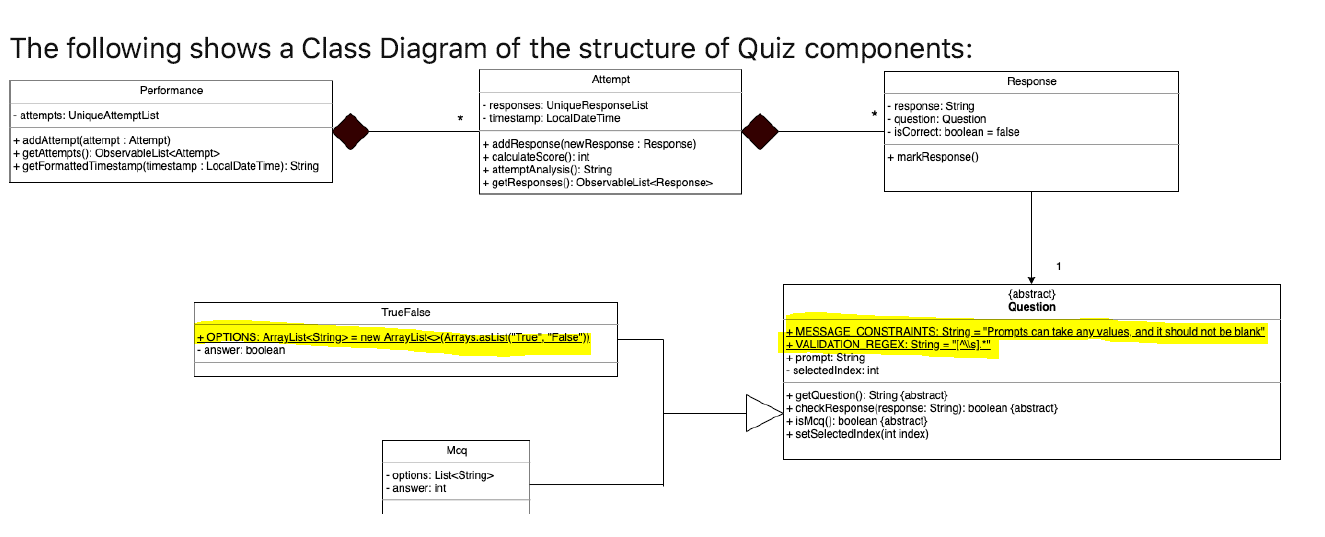 The following shows a Class Diagram of the structure of Quiz components:
Performance
- attempts: UniqueAttemptList
+ addAttempt(attempt : Attempt)
+ getAttempts(): ObservableList<Attempt>
+ getFormattedTimestamp(timestamp : LocalDateTime): String
*
Attempt
- responses: UniqueResponseList
- timestamp: LocalDateTime
+ addResponse(newResponse : Response)
+ calculateScore(): int
+ attemptAnalysis(): String
+ getResponses(): ObservableList<Response>
*
Response
- response: String
- question: Question
- isCorrect: boolean = false
+ markResponse()
1
TrueFalse
+ OPTIONS: ArrayList<String> = new ArrayList<>(Arrays.asList("True", "False"))
- answer: boolean
{abstract}
Question
+ MESSAGE_CONSTRAINTS: String = "Prompts can take any values, and it should not be blank"
+ VALIDATION_REGEX: String = "[^\\s].*"
+ prompt: String
- selectedIndex: int
+ getQuestion(): String {abstract}
+ checkResponse(response: String): boolean {abstract}
+ isMcq(): boolean {abstract}
+ setSelectedIndex(int index)
Mcq
- options: List<String>
- answer: int